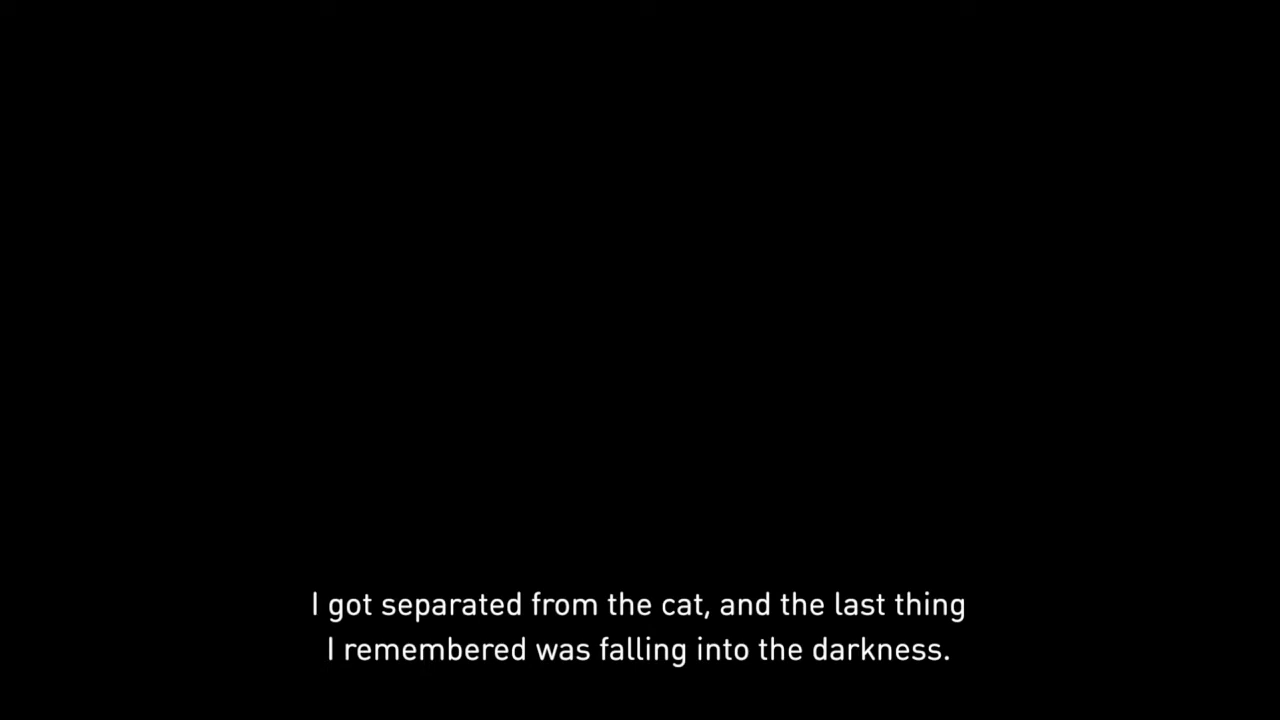 I got separated from the cat, and the last thing
I remembered was falling into the darkness.